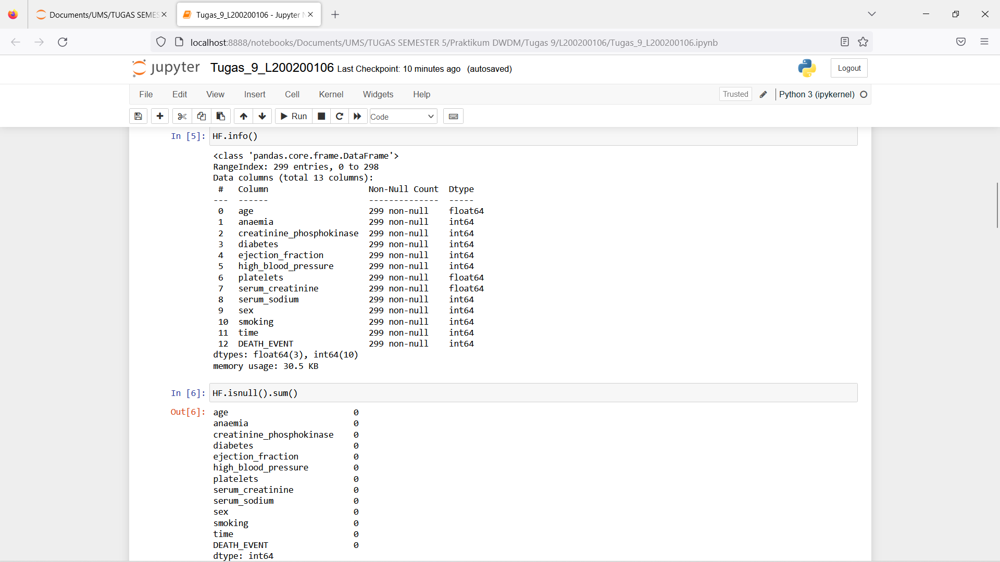 Documents/UMS/TUGAS SEMES
Tugas_9_L200200106 - Jupyter N
localhost:8888/notebooks/Documents/UMS/TUGAS SEMESTER 5/Praktikum DWDM/Tugas 9/L200200106/Tugas_9_L200200106.ipynb
jupyter Tugas_9_L200200106 Last Checkpoint: 10 minutes ago (autosaved) Logout
File Edit View Insert Cell Kernel Widgets Help Trusted Python 3 (ipykernel)
Run Code
In [5]: HF.info()
<class 'pandas.core.frame.DataFrame'>
RangeIndex: 299 entries, 0 to 298
Data columns (total 13 columns):
 #   Column                    Non-Null Count  Dtype
---  ------                    --------------  -----
 0   age                       299 non-null    float64
 1   anaemia                   299 non-null    int64
 2   creatinine_phosphokinase  299 non-null    int64
 3   diabetes                  299 non-null    int64
 4   ejection_fraction         299 non-null    int64
 5   high_blood_pressure       299 non-null    int64
 6   platelets                 299 non-null    float64
 7   serum_creatinine          299 non-null    float64
 8   serum_sodium              299 non-null    int64
 9   sex                       299 non-null    int64
 10  smoking                   299 non-null    int64
 11  time                      299 non-null    int64
 12  DEATH_EVENT               299 non-null    int64
dtypes: float64(3), int64(10)
memory usage: 30.5 KB
In [6]: HF.isnull().sum()
Out[6]: age                         0
anaemia                     0
creatinine_phosphokinase    0
diabetes                    0
ejection_fraction           0
high_blood_pressure         0
platelets                   0
serum_creatinine            0
serum_sodium                0
sex                         0
smoking                     0
time                        0
DEATH_EVENT                 0
dtype: int64